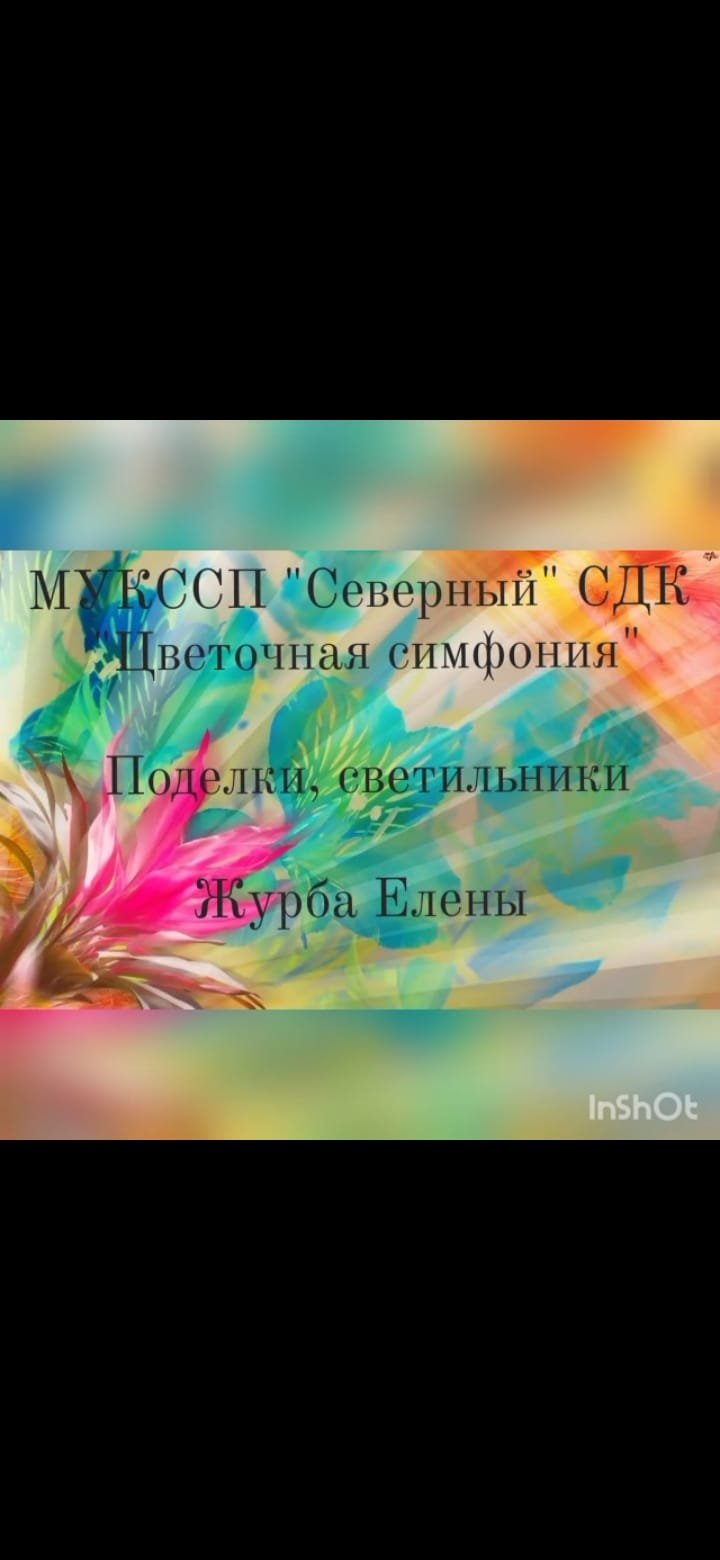 МУКССП "Северный" СДК
"Цветочная симфония"
Поделки, светильники
Журба Елены
InShOt